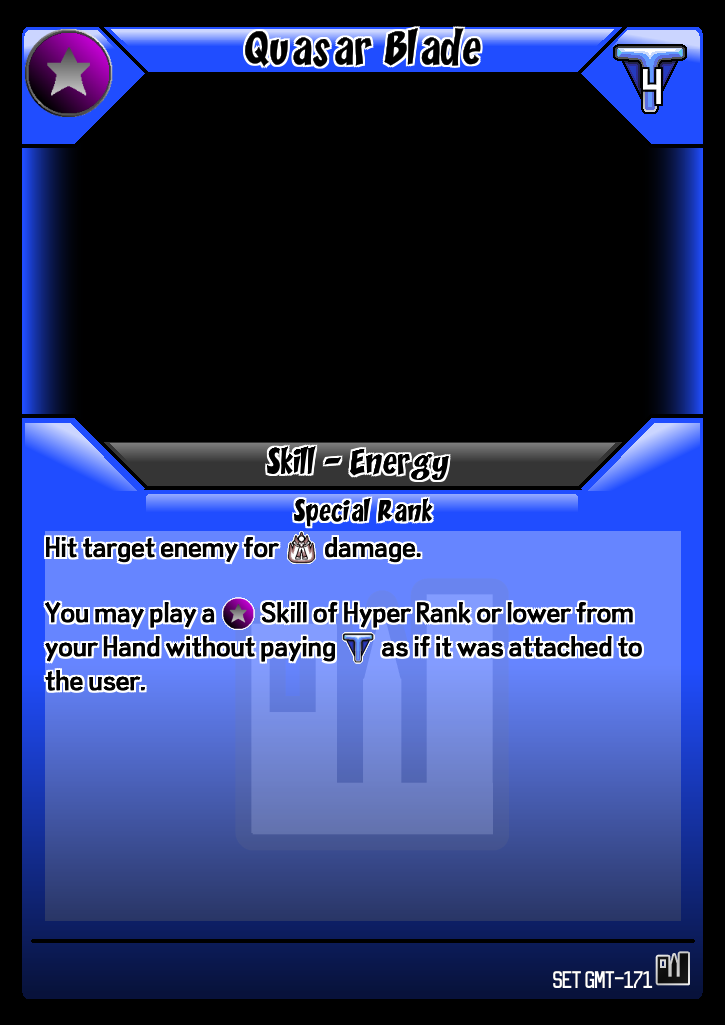 Quasar Blade
4
Skill - Energy
Special Rank
Hit target enemy for damage.
You may play a Skill of Hyper Rank or lower from
your Hand without paying T as if it was attached to
the user.
SET GMT-171